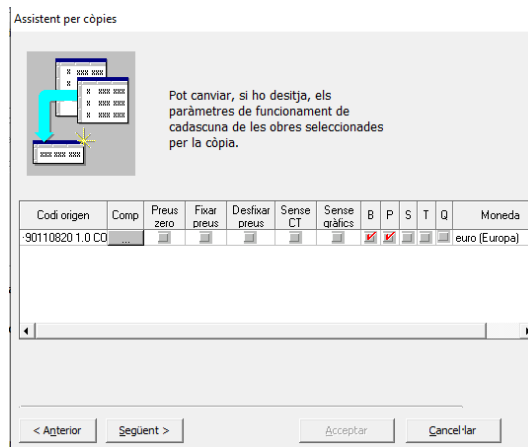 Assistent per còpies
Pot canviar, si ho desitja, els
paràmetres de funcionament de
cadascuna de les obres seleccionades
per la còpia.
Codi origen Comp Preus zero Fixar preus Desfixar preus Sense CT Sense gràfics B P S T Q Moneda
-90110820 1.0 CO ... euro (Europa)
< Anterior Següent > Acceptar Cancel·lar